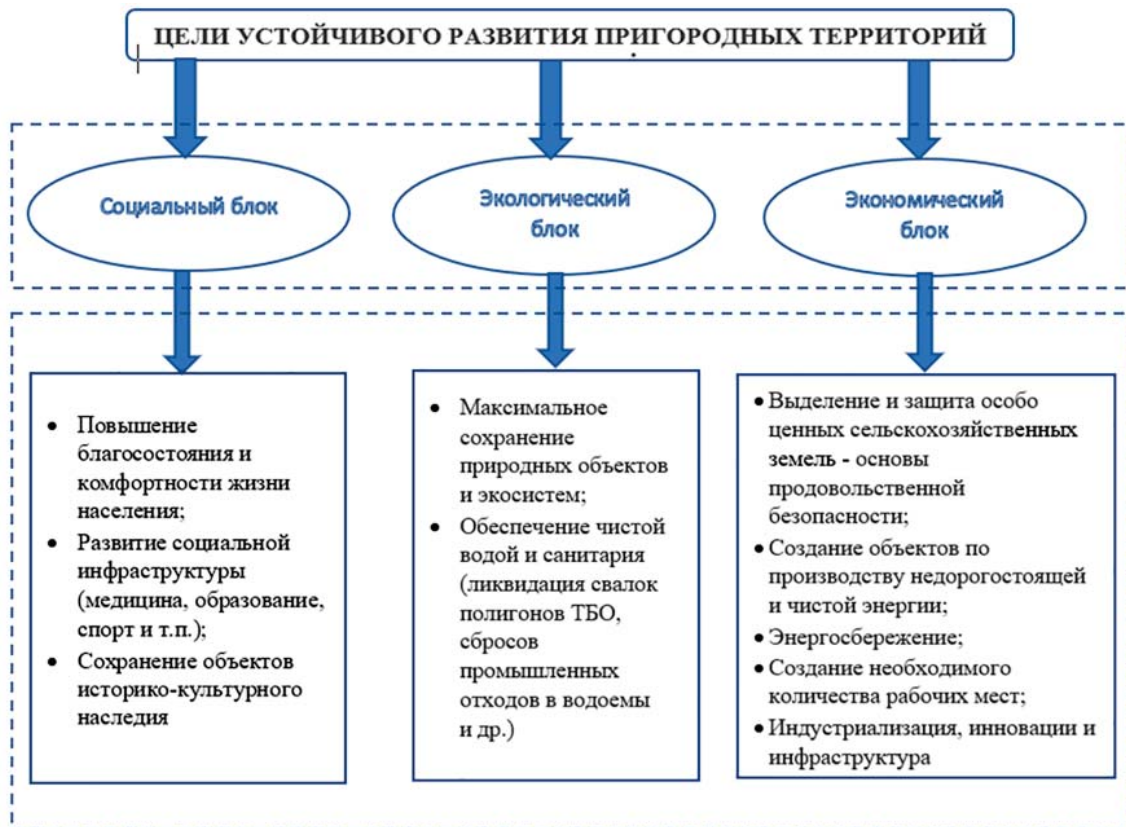 ЦЕЛИ УСТОЙЧИВОГО РАЗВИТИЯ ПРИГОРОДНЫХ ТЕРРИТОРИЙ
Социальный блок
Экологический
блок
Экономический
блок
• Повышение
благосостояния и
комфортности жизни
населения;
• Развитие социальной
инфраструктуры
(медицина, образование,
спорт и т.п.);
• Сохранение объектов
историко-культурного
наследия
• Максимальное
сохранение
природных объектов
и экосистем;
• Обеспечение чистой
водой и санитария
(ликвидация свалок
полигонов ТБО,
сбросов
промышленных
отходов в водоемы
и др.)
• Выделение и защита особо
ценных сельскохозяйственных
земель - основы
продовольственной
безопасности;
• Создание объектов по
производству недорогостоящей
и чистой энергии;
• Энергосбережение;
• Создание необходимого
количества рабочих мест;
• Индустриализация, инновации и
инфраструктура